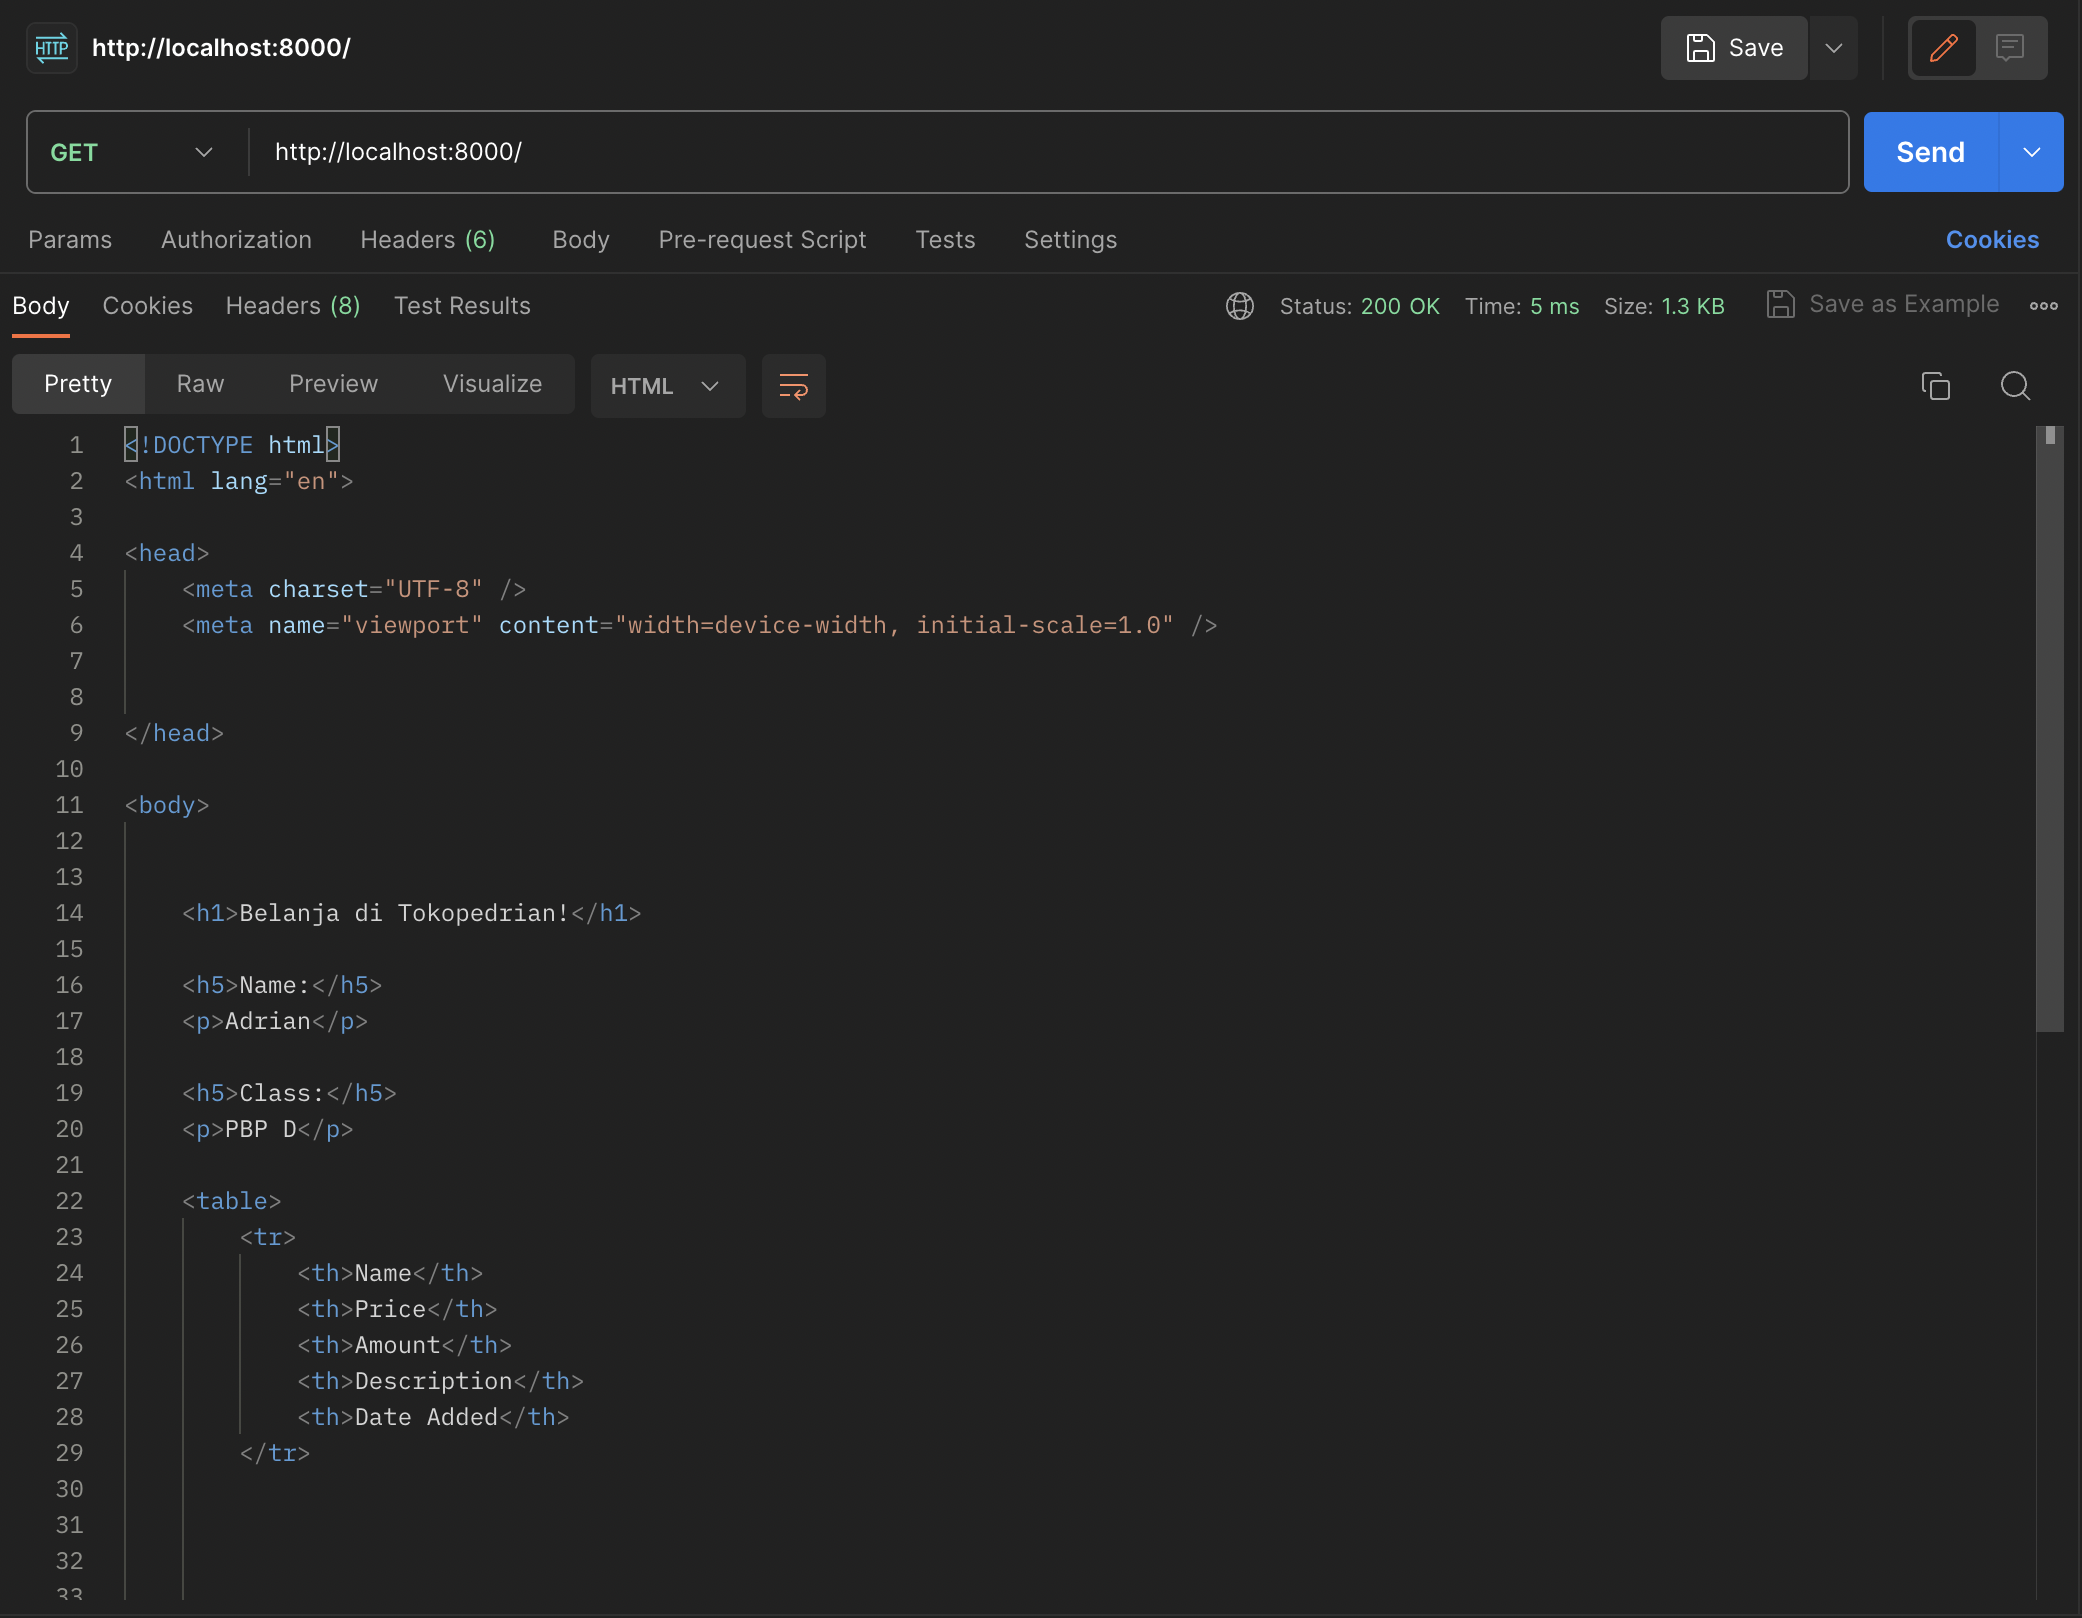 HTTP http://localhost:8000/ Save
GET http://localhost:8000/ Send
Params Authorization Headers (6) Body Pre-request Script Tests Settings Cookies
Body Cookies Headers (8) Test Results Status: 200 OK Time: 5 ms Size: 1.3 KB Save as Example
Pretty Raw Preview Visualize HTML
1 <!DOCTYPE html>
2 <html lang="en">
3
4 <head>
5 <meta charset="UTF-8" />
6 <meta name="viewport" content="width=device-width, initial-scale=1.0" />
7
8
9 </head>
10
11 <body>
12
13
14 <h1>Belanja di Tokopedrian!</h1>
15
16 <h5>Name:</h5>
17 <p>Adrian</p>
18
19 <h5>Class:</h5>
20 <p>PBP D</p>
21
22 <table>
23 <tr>
24 <th>Name</th>
25 <th>Price</th>
26 <th>Amount</th>
27 <th>Description</th>
28 <th>Date Added</th>
29 </tr>
30
31
32
33